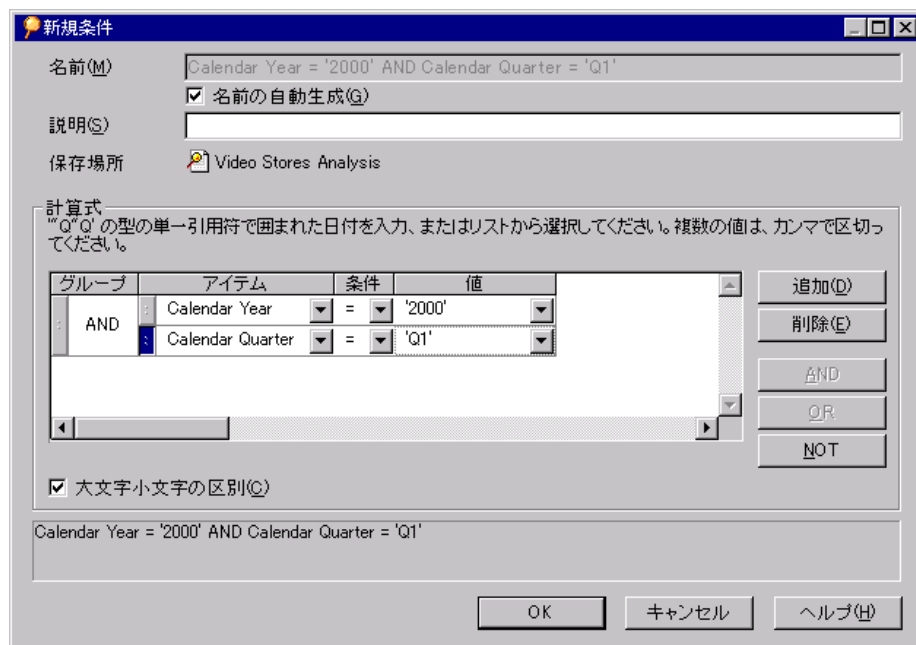 新規条件
名前(M)
Calendar Year = '2000' AND Calendar Quarter = 'Q1'
名前の自動生成(G)
説明(S)
保存場所
Video Stores Analysis
計算式
'"Q"Q' の型の単一引用符で囲まれた日付を入力、またはリストから選択してください。複数の値は、カンマで区切っ
てください。
グループ アイテム 条件 値
AND
Calendar Year = '2000'
Calendar Quarter = 'Q1'
追加(D)
削除(E)
AND
OR
NOT
大文字小文字の区別(C)
Calendar Year = '2000' AND Calendar Quarter = 'Q1'
OK キャンセル ヘルプ(H)